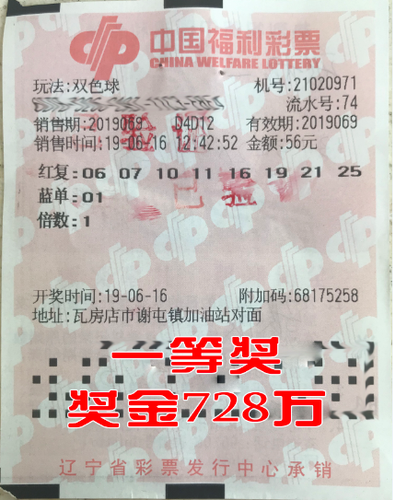 中国福利彩票
CHINA WELFARE LOTTERY
玩法:双色球 机号:21020971
流水号:74
销售期:2019069 D4D12 有效期:2019069
销售时间:19-06-16 12:42:52 金额:56元
红复:06 07 10 11 16 19 21 25
蓝单:01
倍数:1
已验
开奖时间:19-06-16 附加码:68175258
地址:瓦房店市谢屯镇加油站对面
一等奖
奖金728万
辽宁省彩票发行中心承销